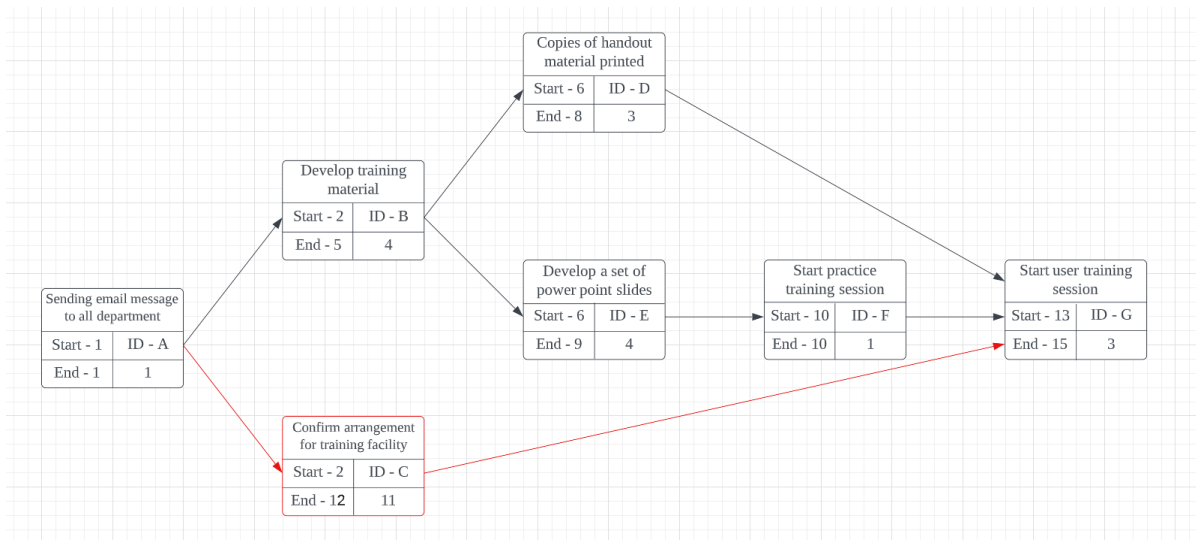 Copies of handout
material printed
Start - 6 ID - D
End - 8 3
Develop training
material
Start - 2 ID - B
End - 5 4
Develop a set of
power point slides
Start - 6 ID - E
End - 9 4
Start practice
training session
Start - 10 ID - F
End - 10 1
Start user training
session
Start - 13 ID - G
End - 15 3
Sending email message
to all department
Start - 1 ID - A
End - 1 1
Confirm arrangement
for training facility
Start - 2 ID - C
End - 12 11